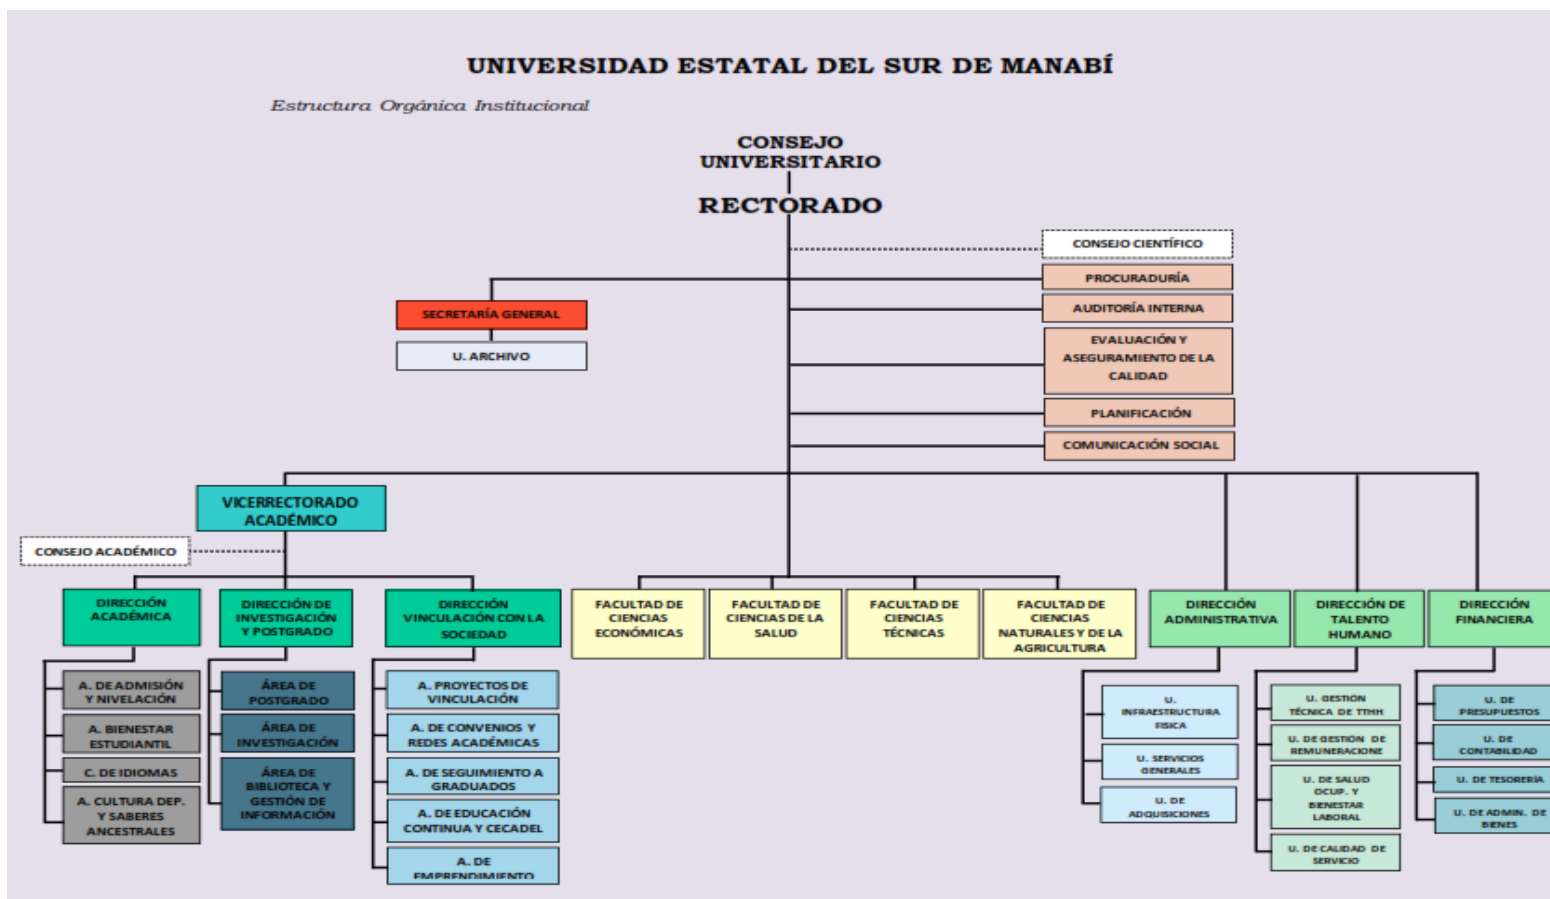 UNIVERSIDAD ESTATAL DEL SUR DE MANABÍ
Estructura Orgánica Institucional
CONSEJO
UNIVERSITARIO
RECTORADO
CONSEJO CIENTÍFICO
PROCURADURÍA
SECRETARÍA GENERAL
AUDITORÍA INTERNA
U. ARCHIVO
EVALUACIÓN Y
ASEGURAMIENTO DE LA
CALIDAD
PLANIFICACIÓN
COMUNICACIÓN SOCIAL
VICERRECTORADO
ACADÉMICO
CONSEJO ACADÉMICO
DIRECCIÓN
ACADÉMICA
DIRECCIÓN DE
INVESTIGACIÓN
Y POSTGRADO
DIRECCIÓN
VINCULACIÓN CON LA
SOCIEDAD
FACULTAD DE
CIENCIAS
ECONÓMICAS
FACULTAD DE
CIENCIAS DE LA
SALUD
FACULTAD DE
CIENCIAS
TÉCNICAS
FACULTAD DE
CIENCIAS
NATURALES Y DE LA
AGRICULTURA
DIRECCIÓN
ADMINISTRATIVA
DIRECCIÓN DE
TALENTO
HUMANO
DIRECCIÓN
FINANCIERA
A. DE ADMISIÓN
Y NIVELACIÓN
A. BIENESTAR
ESTUDIANTIL
C. DE IDIOMAS
A. CULTURA DEP.
Y SABERES
ANCESTRALES
ÁREA DE
POSTGRADO
ÁREA DE
INVESTIGACIÓN
ÁREA DE
BIBLIOTECA Y
GESTIÓN DE
INFORMACIÓN
A. PROYECTOS DE
VINCULACIÓN
A. DE CONVENIOS Y
REDES ACADÉMICAS
A. DE SEGUIMIENTO A
GRADUADOS
A. DE EDUCACIÓN
CONTINUA Y CECADEL
A. DE
EMPRENDIMIENTO
U.
INFRAESTRUCTURA
FISICA
U. SERVICIOS
GENERALES
U. DE
ADQUISICIONES
U. GESTIÓN
TÉCNICA DE TTHH
U. DE GESTIÓN DE
REMUNERACIONE
U. DE SALUD
OCUP. Y
BIENESTAR
LABORAL
U. DE CALIDAD DE
SERVICIO
U. DE
PRESUPUESTOS
U. DE
CONTABILIDAD
U. DE TESORERÍA
U. DE ADMIN. DE
BIENES